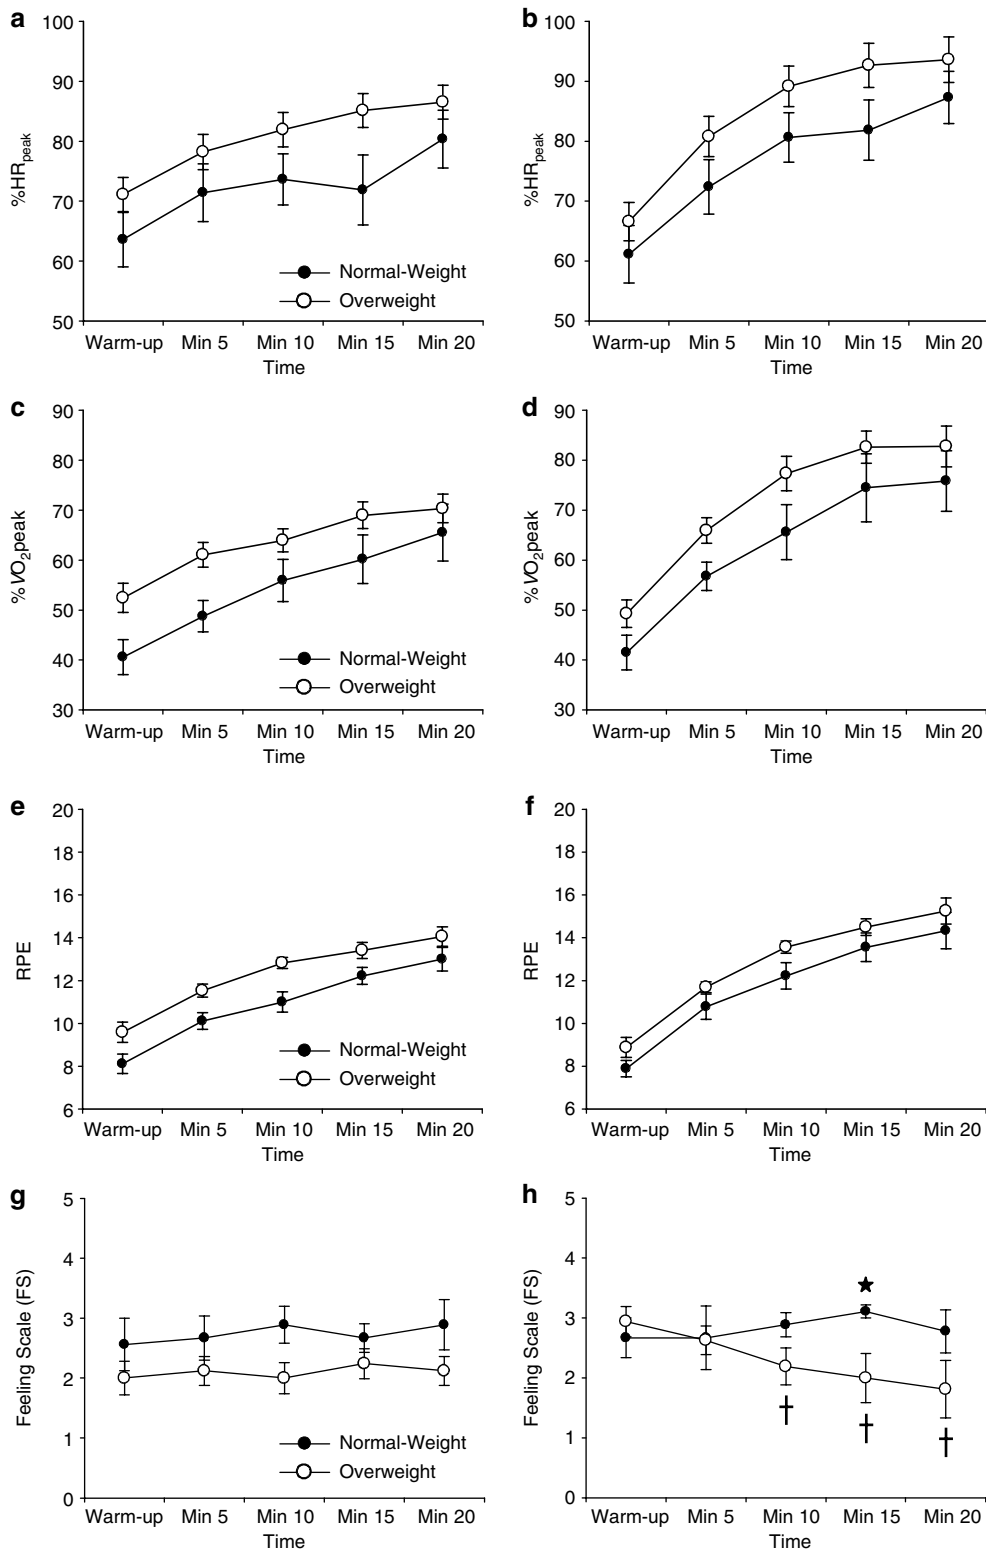 a
100
90
80
70
60
50
%HRpeak
Normal-Weight
Overweight
Warm-up Min 5 Min 10 Min 15 Min 20
Time
b
100
90
80
70
60
50
%HRpeak
Warm-up Min 5 Min 10 Min 15 Min 20
Time
c
90
80
70
60
50
40
30
%VO2peak
Normal-Weight
Overweight
Warm-up Min 5 Min 10 Min 15 Min 20
Time
d
90
80
70
60
50
40
30
%VO2peak
Warm-up Min 5 Min 10 Min 15 Min 20
Time
e
20
18
16
14
12
10
8
6
RPE
Normal-Weight
Overweight
Warm-up Min 5 Min 10 Min 15 Min 20
Time
f
20
18
16
14
12
10
8
6
RPE
Warm-up Min 5 Min 10 Min 15 Min 20
Time
g
5
4
3
2
1
0
Feeling Scale (FS)
Normal-Weight
Overweight
Warm-up Min 5 Min 10 Min 15 Min 20
Time
h
5
4
3
2
1
0
Feeling Scale (FS)
★
† † †
Warm-up Min 5 Min 10 Min 15 Min 20
Time